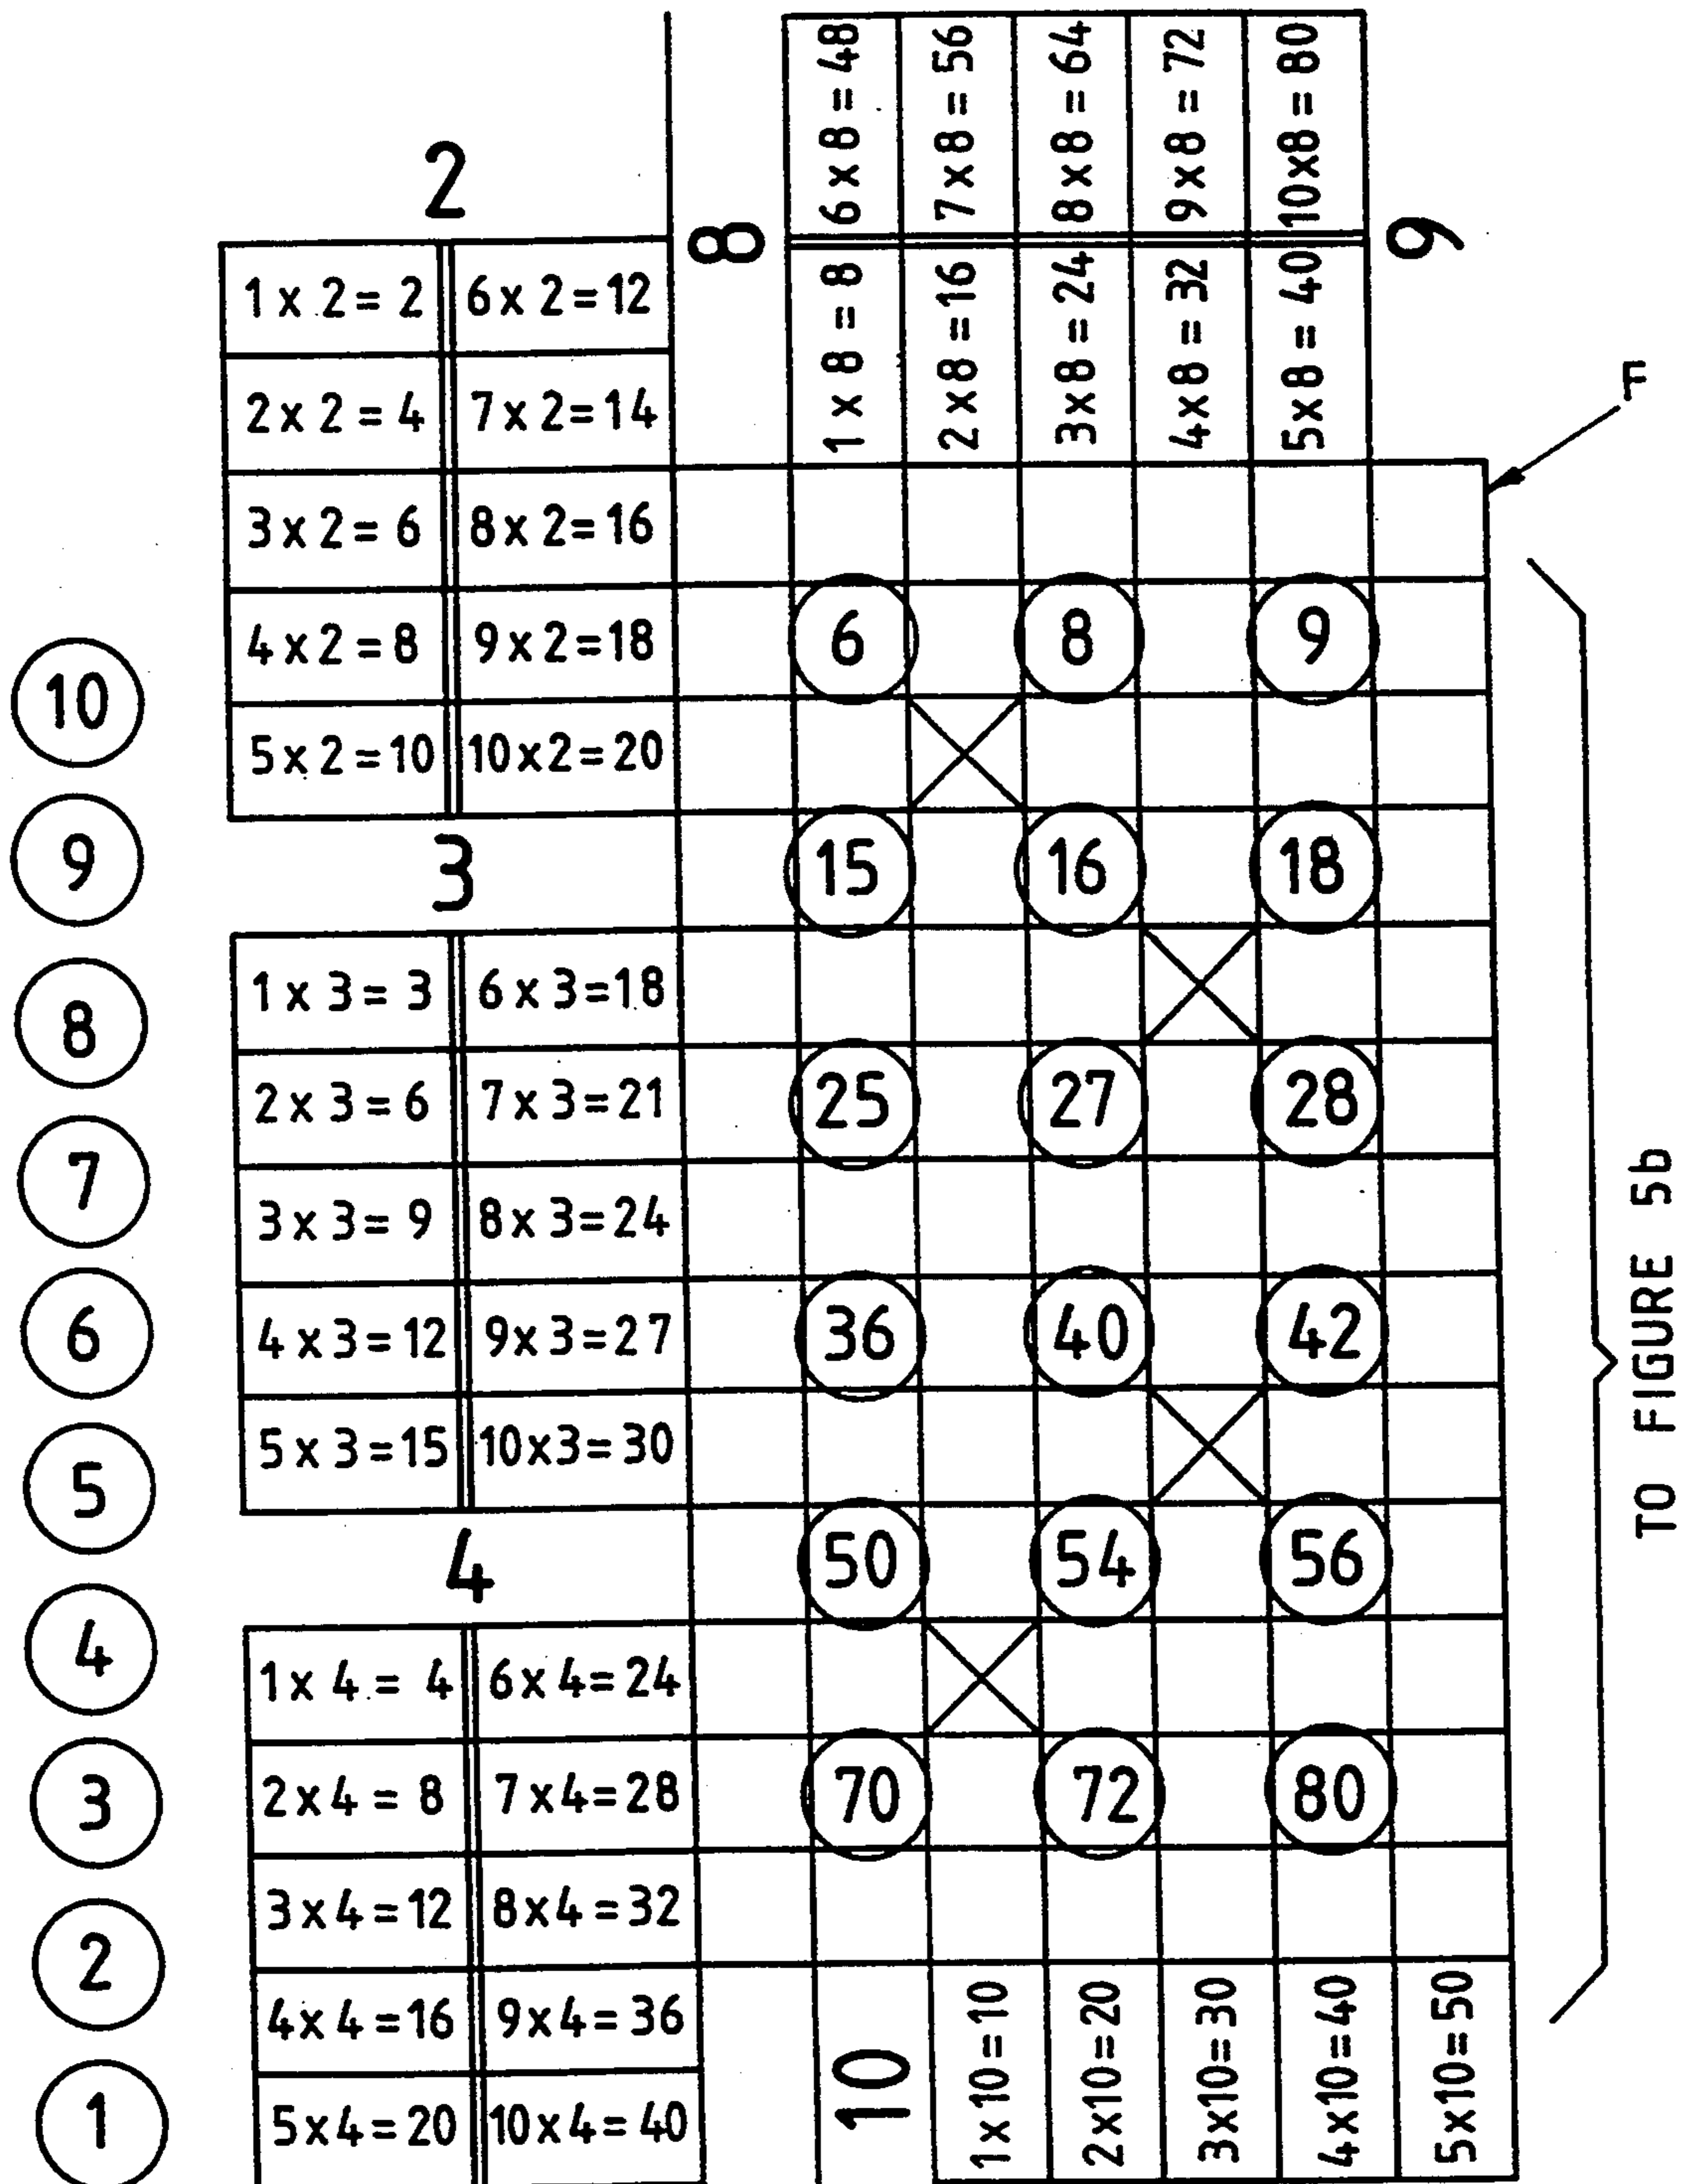 10
9
8
7
6
5
4
3
2
1
2
1 x 2 = 2 6 x 2 = 12
2 x 2 = 4 7 x 2 = 14
3 x 2 = 6 8 x 2 = 16
4 x 2 = 8 9 x 2 = 18
5 x 2 = 10 10 x 2 = 20
3
1 x 3 = 3 6 x 3 = 18
2 x 3 = 6 7 x 3 = 21
3 x 3 = 9 8 x 3 = 24
4 x 3 = 12 9 x 3 = 27
5 x 3 = 15 10 x 3 = 30
4
1 x 4 = 4 6 x 4 = 24
2 x 4 = 8 7 x 4 = 28
3 x 4 = 12 8 x 4 = 32
4 x 4 = 16 9 x 4 = 36
5 x 4 = 20 10 x 4 = 40
8
1 x 8 = 8 6 x 8 = 48
2 x 8 = 16 7 x 8 = 56
3 x 8 = 24 8 x 8 = 64
4 x 8 = 32 9 x 8 = 72
5 x 8 = 40 10 x 8 = 80
9
F
6 8 9
15 16 18
25 27 28
36 40 42
50 54 56
70 72 80
10
1 x 10 = 10
2 x 10 = 20
3 x 10 = 30
4 x 10 = 40
5 x 10 = 50
TO FIGURE 5b